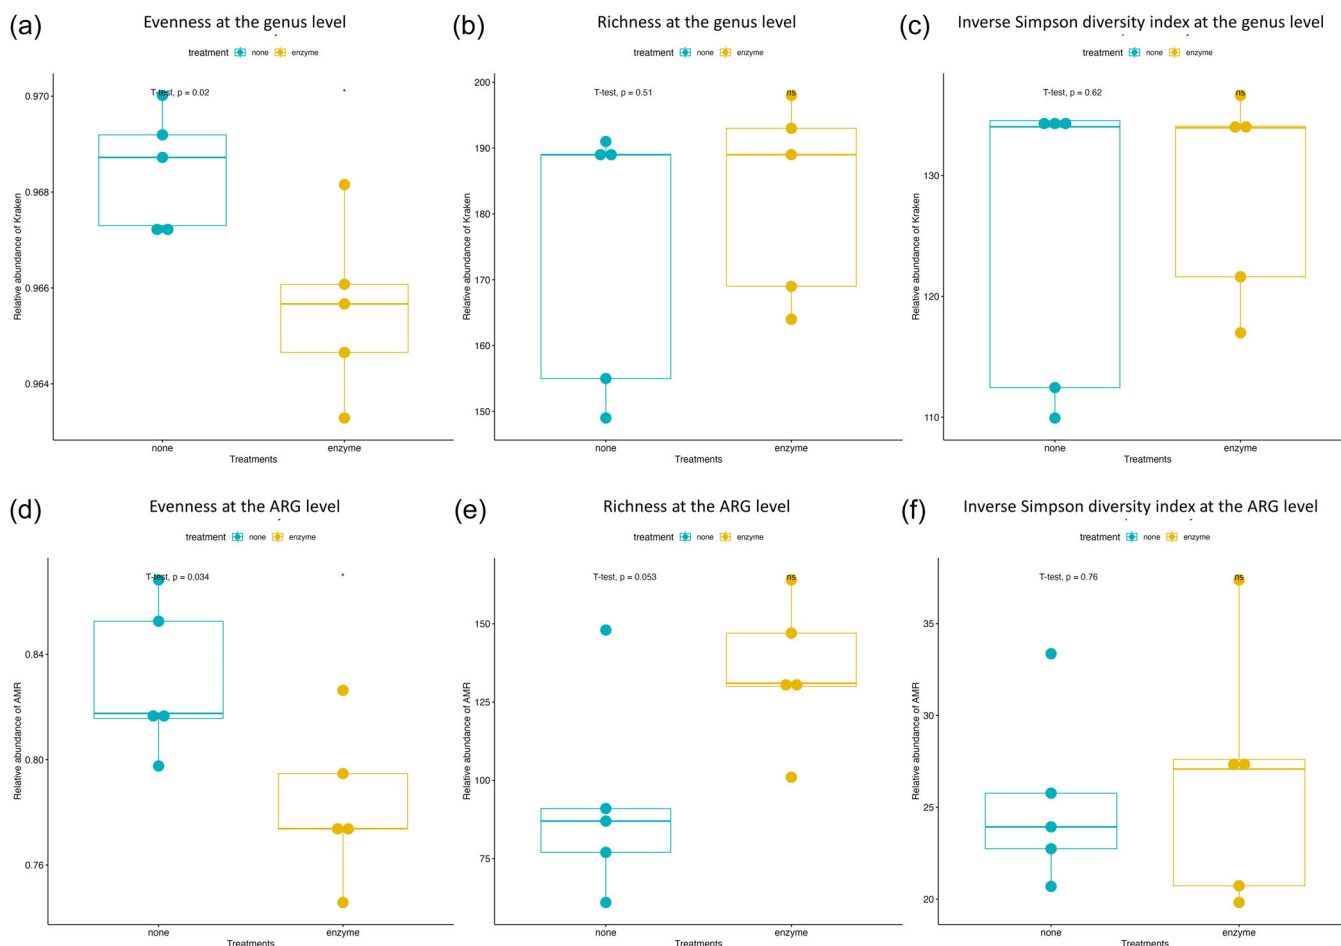 (a)
Evenness at the genus level
treatment none enzyme
T-test, p = 0.02
*
0.970
0.968
0.966
0.964
Relative abundance of Kraken
none enzyme
Treatments
(b)
Richness at the genus level
treatment none enzyme
T-test, p = 0.51
ns
200
190
180
170
160
150
Relative abundance of Kraken
none enzyme
Treatments
(c)
Inverse Simpson diversity index at the genus level
treatment none enzyme
T-test, p = 0.62
ns
130
120
110
Relative abundance of Kraken
none enzyme
Treatments
(d)
Evenness at the ARG level
treatment none enzyme
T-test, p = 0.034
*
0.84
0.80
0.76
Relative abundance of AMR
none enzyme
Treatments
(e)
Richness at the ARG level
treatment none enzyme
T-test, p = 0.053
ns
150
125
100
75
Relative abundance of AMR
none enzyme
Treatments
(f)
Inverse Simpson diversity index at the ARG level
treatment none enzyme
T-test, p = 0.76
ns
35
30
25
20
Relative abundance of AMR
none enzyme
Treatments